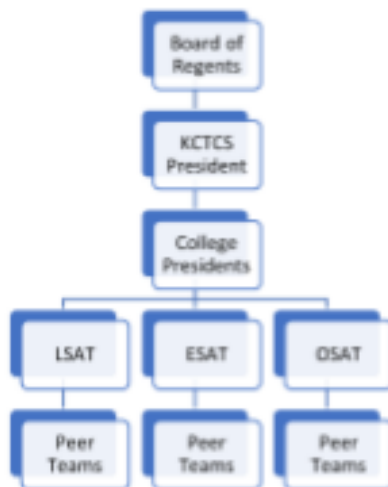 Board of
Regents
KCTCS
President
College
Presidents
LSAT
ESAT
OSAT
Peer
Teams
Peer
Teams
Peer
Teams